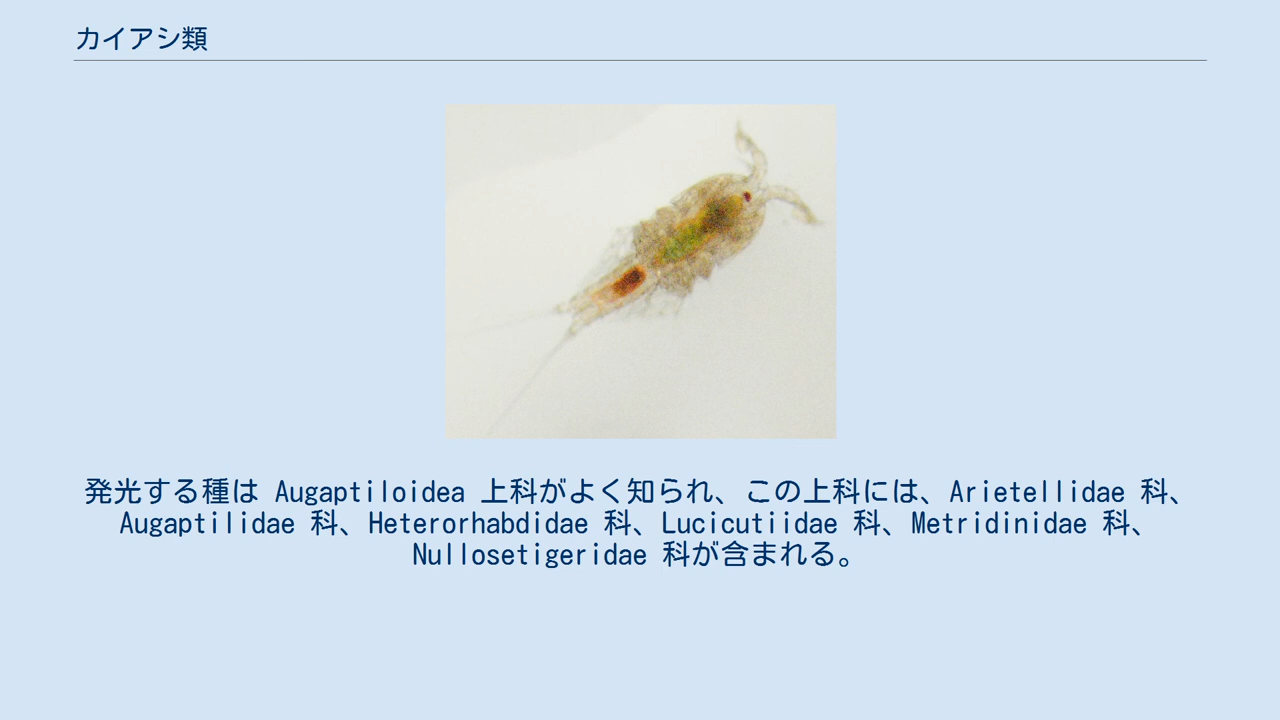 カイアシ類
発光する種は Augaptiloidea 上科がよく知られ、この上科には、Arietellidae 科、
Augaptilidae 科、Heterorhabdidae 科、Lucicutiidae 科、Metridinidae 科、
Nullosetigeridae 科が含まれる。